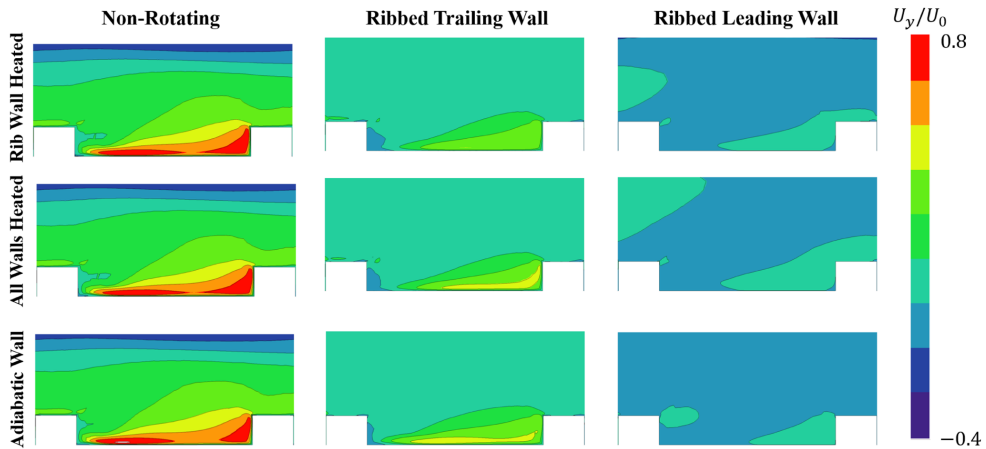 Non-Rotating
Ribbed Trailing Wall
Ribbed Leading Wall
U_y/U_0
0.8
−0.4
Rib Wall Heated
All Walls Heated
Adiabatic Wall